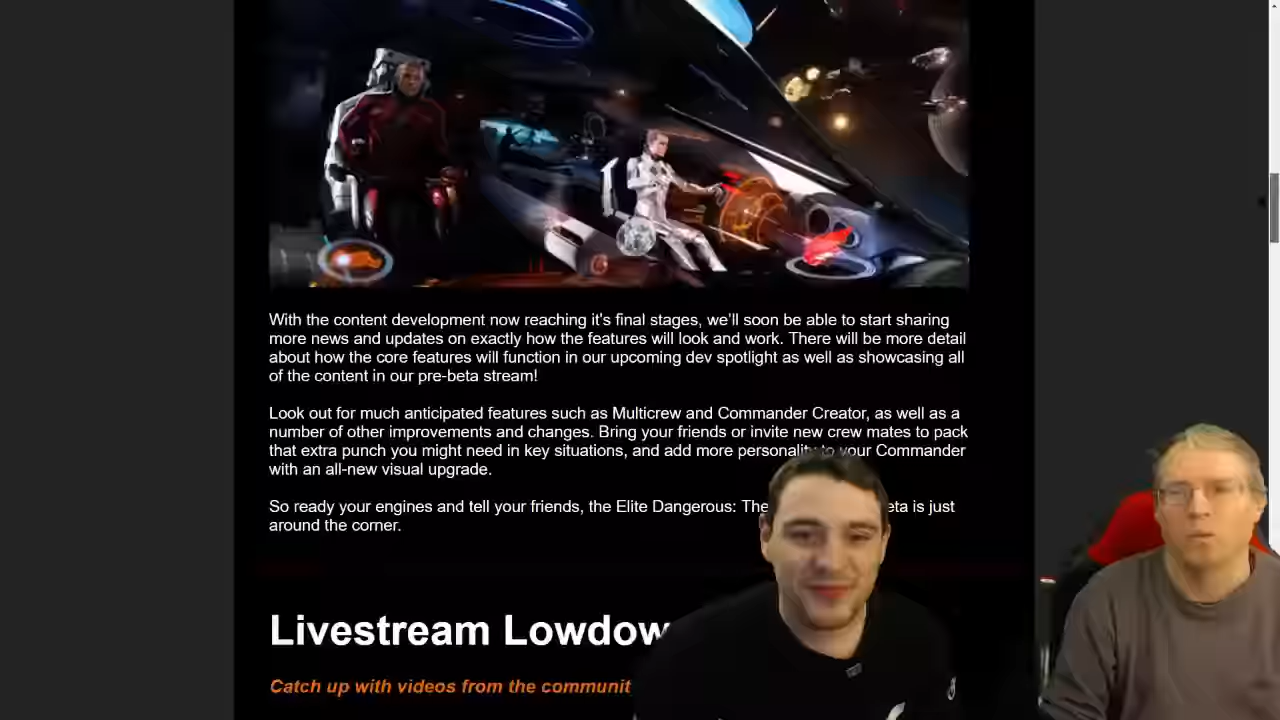 With the content development now reaching it's final stages, we'll soon be able to start sharing
more news and updates on exactly how the features will look and work. There will be more detail
about how the core features will function in our upcoming dev spotlight as well as showcasing all
of the content in our pre-beta stream!
Look out for much anticipated features such as Multicrew and Commander Creator, as well as a
number of other improvements and changes. Bring your friends or invite new crew mates to pack
that extra punch you might need in key situations, and add more personality to your Commander
with an all-new visual upgrade.
So ready your engines and tell your friends, the Elite Dangerous: The eta is just
around the corner.
Livestream Lowdow
Catch up with videos from the communit